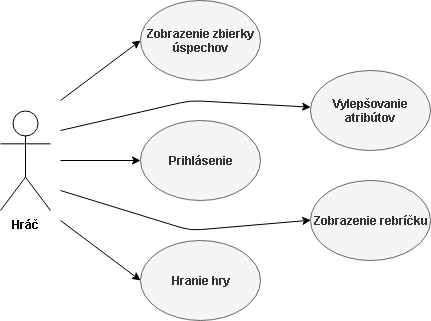 Zobrazenie zbierky
úspechov
Vylepšovanie
atribútov
Prihlásenie
Zobrazenie rebríčku
Hráč
Hranie hry